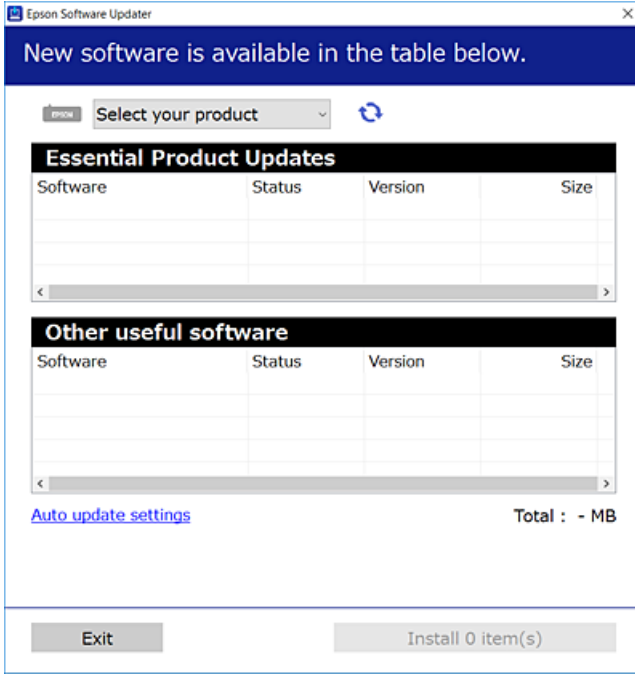 Epson Software Updater
New software is available in the table below.
EPSON Select your product
Essential Product Updates
Software Status Version Size
Other useful software
Software Status Version Size
Auto update settings Total : - MB
Exit Install 0 item(s)